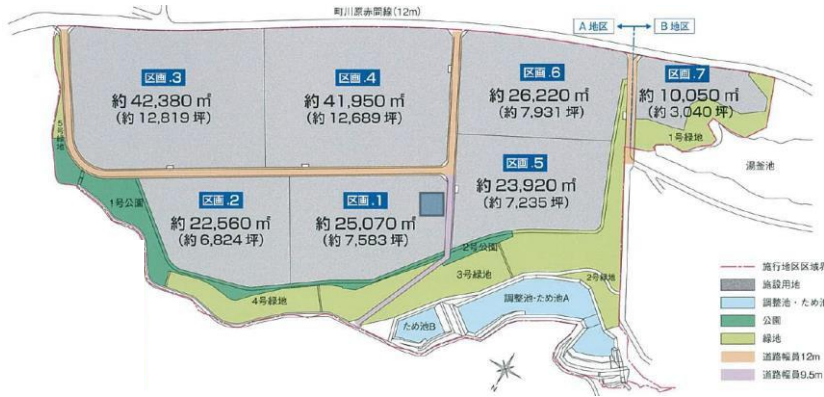 町川原赤間線(12m)
A 地区
B 地区
区画.3
約 42,380 ㎡
(約 12,819 坪)
区画.4
約 41,950 ㎡
(約 12,689 坪)
区画.6
約 26,220 ㎡
(約 7,931 坪)
区画.7
約 10,050 ㎡
(約 3,040 坪)
5号緑地
1号緑地
湯釜池
区画.5
約 23,920 ㎡
(約 7,235 坪)
1号公園
区画.2
約 22,560 ㎡
(約 6,824 坪)
区画.1
約 25,070 ㎡
(約 7,583 坪)
2号公園
3号緑地
2号緑地
4号緑地
調整池・ため池A
ため池B
N
施行地区区域界
施設用地
調整池・ため池
公園
緑地
道路幅員12m
道路幅員9.5m